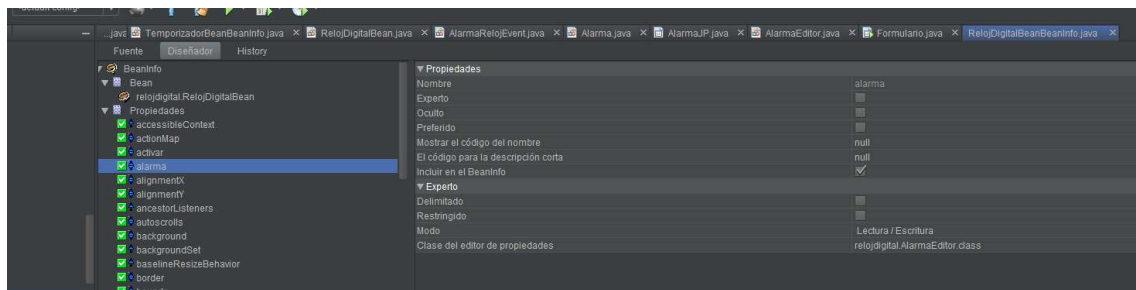 ...java TemporizadorBeanBeanInfo.java × RelojDigitalBean.java × AlarmaRelojEvent.java × Alarma.java × AlarmaJP.java × AlarmaEditor.java × Formulario.java × RelojDigitalBeanBeanInfo.java ×
Fuente Diseñador History
BeanInfo
Bean
relojdigital.RelojDigitalBean
Propiedades
accessibleContext
actionMap
activar
alarma
alignmentX
alignmentY
ancestorListeners
autoscrolls
background
backgroundSet
baselineResizeBehavior
border
Propiedades
Nombre alarma
Experto
Oculto
Preferido
Mostrar el código del nombre null
El código para la descripción corta null
Incluir en el BeanInfo
Experto
Delimitado
Restringido
Modo Lectura / Escritura
Clase del editor de propiedades relojdigital.AlarmaEditor.class